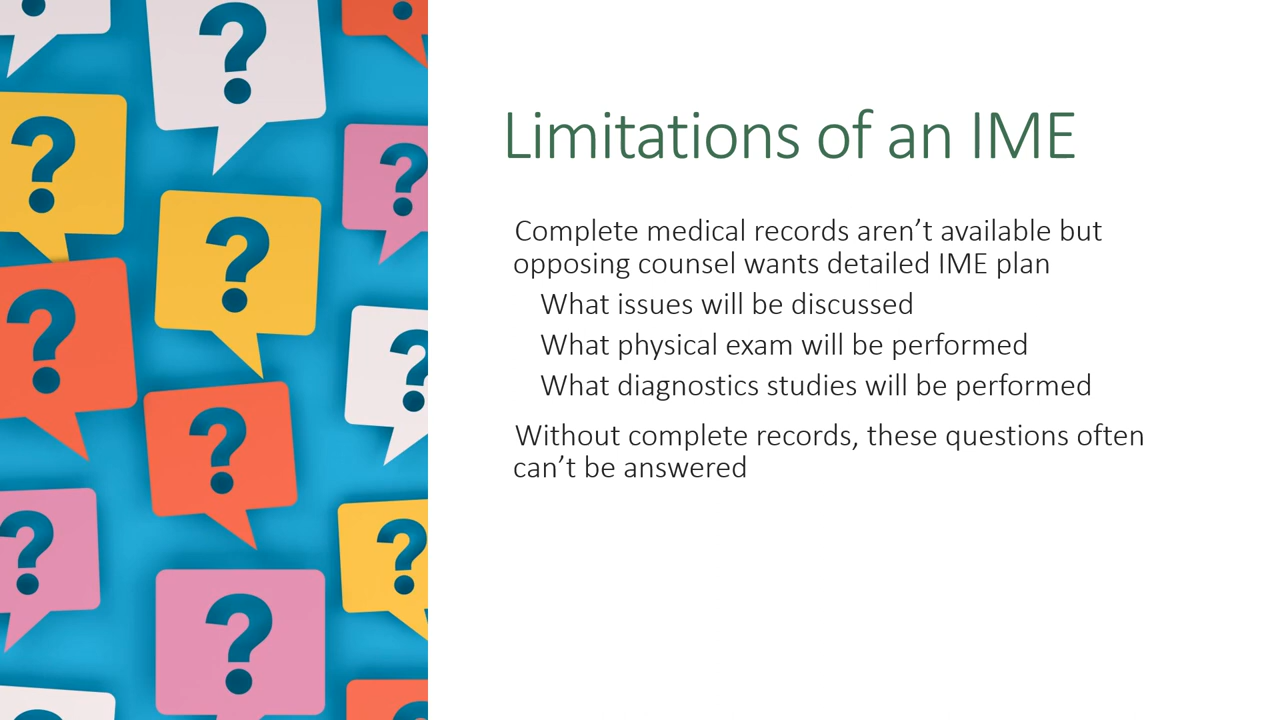 Limitations of an IME
Complete medical records aren’t available but
opposing counsel wants detailed IME plan
What issues will be discussed
What physical exam will be performed
What diagnostics studies will be performed
Without complete records, these questions often
can’t be answered